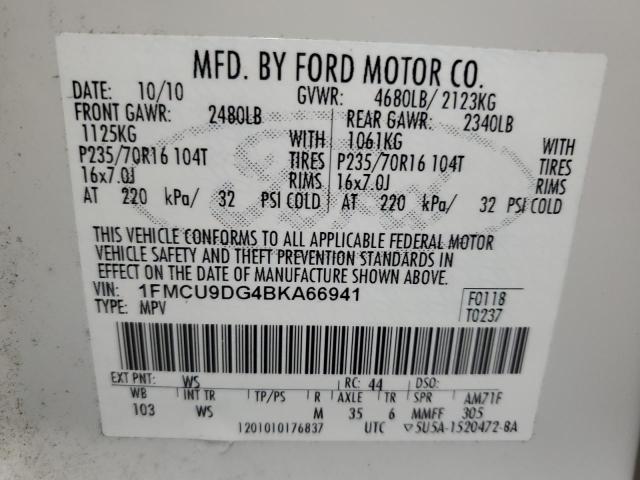 MFD. BY FORD MOTOR CO.
DATE: 10/10 GVWR: 4680LB/ 2123KG
FRONT GAWR: 2480LB REAR GAWR: 2340LB
1125KG WITH 1061KG WITH
P235/70R16 104T TIRES P235/70R16 104T TIRES
16x7.0J RIMS 16x7.0J RIMS
AT 220 kPa/ 32 PSI COLD AT 220 kPa/ 32 PSI COLD
THIS VEHICLE CONFORMS TO ALL APPLICABLE FEDERAL MOTOR
VEHICLE SAFETY AND THEFT PREVENTION STANDARDS IN
EFFECT ON THE DATE OF MANUFACTURE SHOWN ABOVE.
VIN: 1FMCU9DG4BKA66941 F0118
TYPE: MPV T0237
EXT PNT: WS RC: 44 DSO:
WB INT TR TP/PS R AXLE TR SPR AM71F
103 WS M 35 6 MMFF 305
1201010176837 UTC ▽5U5A-1520472-BA